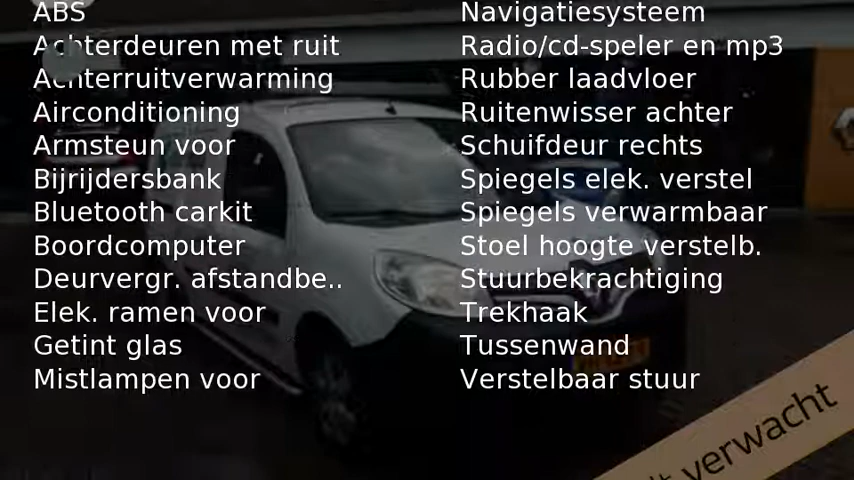 ABS
Achterdeuren met ruit
Achterruitverwarming
Airconditioning
Armsteun voor
Bijrijdersbank
Bluetooth carkit
Boordcomputer
Deurvergr. afstandbe..
Elek. ramen voor
Getint glas
Mistlampen voor
Navigatiesysteem
Radio/cd-speler en mp3
Rubber laadvloer
Ruitenwisser achter
Schuifdeur rechts
Spiegels elek. verstel
Spiegels verwarmbaar
Stoel hoogte verstelb.
Stuurbekrachtiging
Trekhaak
Tussenwand
Verstelbaar stuur
verwacht